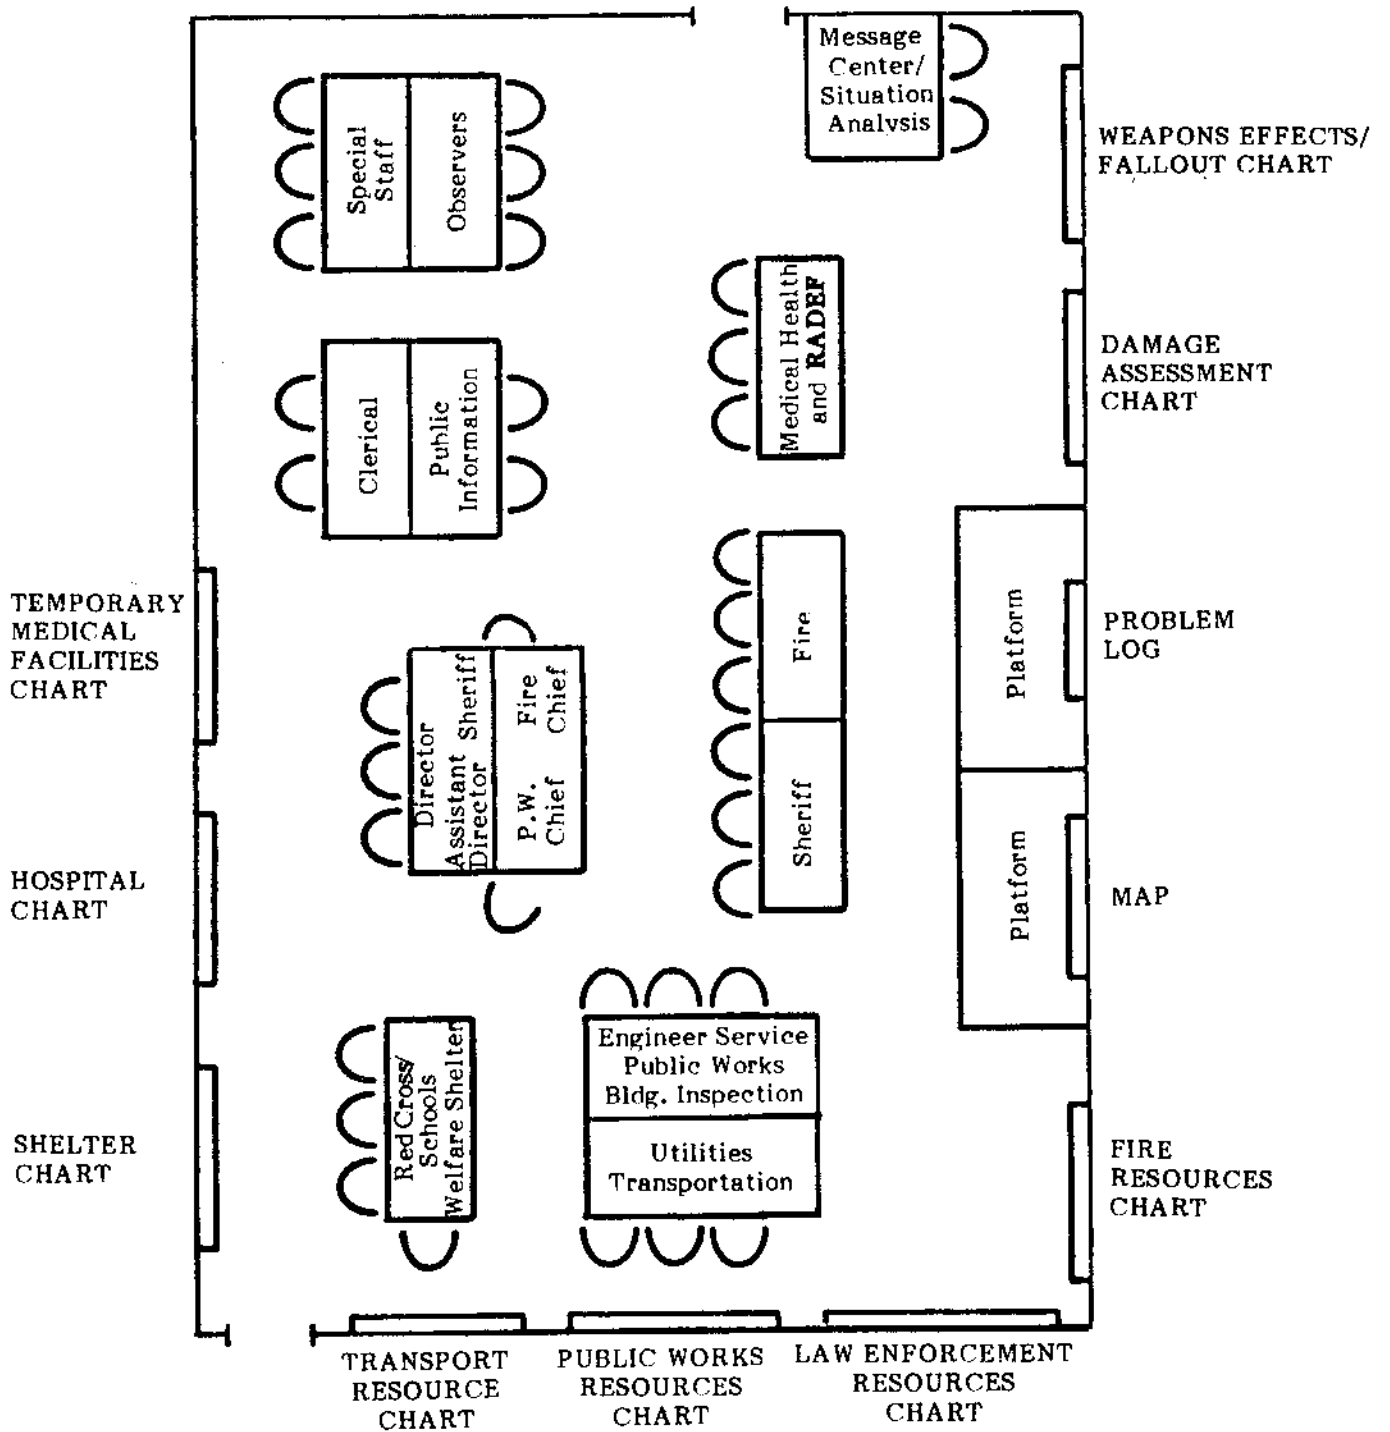 Message
Center/
Situation
Analysis
WEAPONS EFFECTS/
FALLOUT CHART
Special
Staff
Observers
Medical Health
and RADEF
DAMAGE
ASSESSMENT
CHART
Clerical
Public
Information
TEMPORARY
MEDICAL
FACILITIES
CHART
Director
Assistant Sheriff
Director
Fire
Chief
P.W.
Chief
Fire
Sheriff
Platform
PROBLEM
LOG
Platform
MAP
HOSPITAL
CHART
Red Cross/
Schools
Welfare Shelter
Engineer Service
Public Works
Bldg. Inspection
Utilities
Transportation
SHELTER
CHART
FIRE
RESOURCES
CHART
TRANSPORT
RESOURCE
CHART
PUBLIC WORKS
RESOURCES
CHART
LAW ENFORCEMENT
RESOURCES
CHART